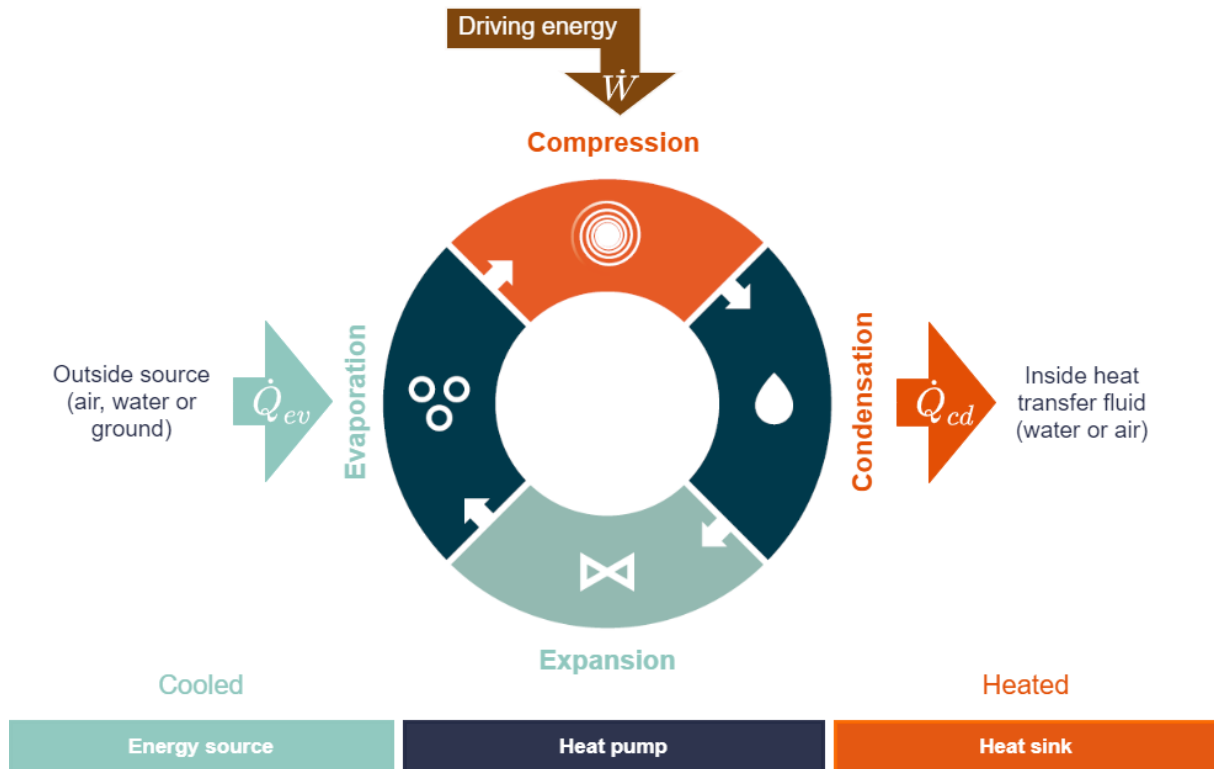 Driving energy
Ẇ
Compression
Outside source
(air, water or
ground)
Q̇ev
Evaporation
Condensation
Q̇cd
Inside heat
transfer fluid
(water or air)
Expansion
Cooled
Heated
Energy source
Heat pump
Heat sink